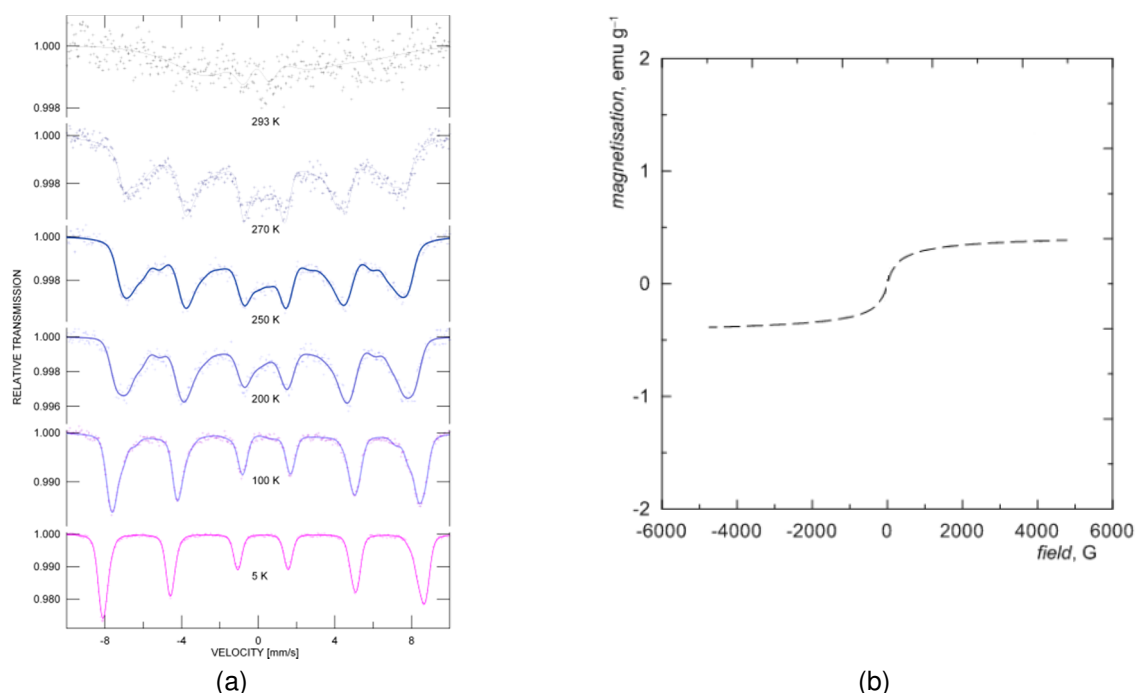 1.000
0.998
293 K
1.000
0.998
270 K
1.000
0.998
250 K
1.000
0.998
0.996
200 K
1.000
0.990
100 K
1.000
0.990
0.980
5 K
-8 -4 0 4 8
VELOCITY [mm/s]
RELATIVE TRANSMISSION
(a)
(b)
magnetisation, emu g⁻¹
2
1
0
-1
-2
-6000 -4000 -2000 0 2000 4000 6000
field, G
(b)